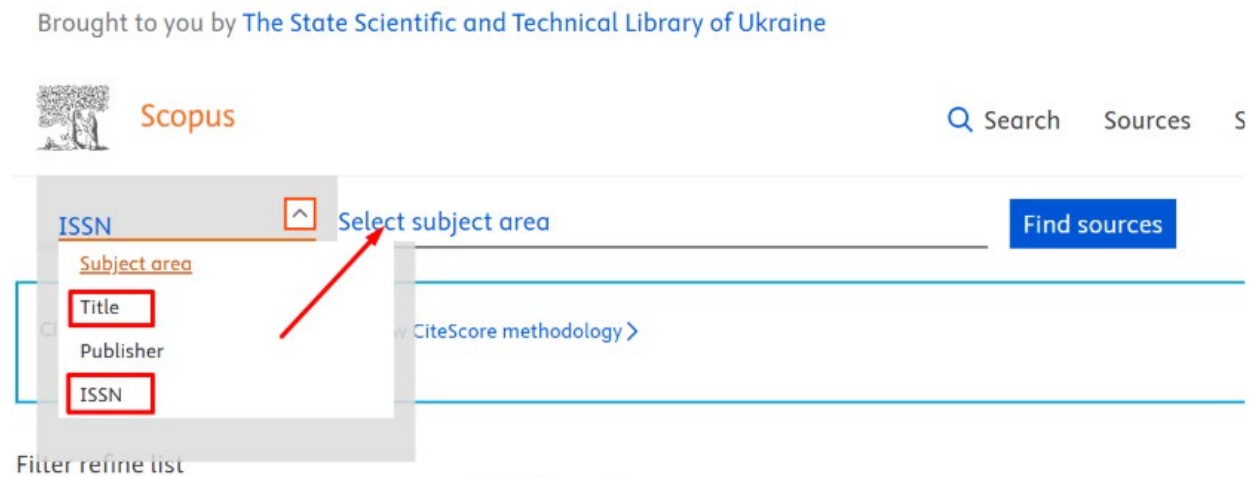 Brought to you by The State Scientific and Technical Library of Ukraine
Scopus
Search Sources S
ISSN Select subject area Find sources
Subject area
Title
Publisher
CiteScore methodology >
ISSN
Filter refine list